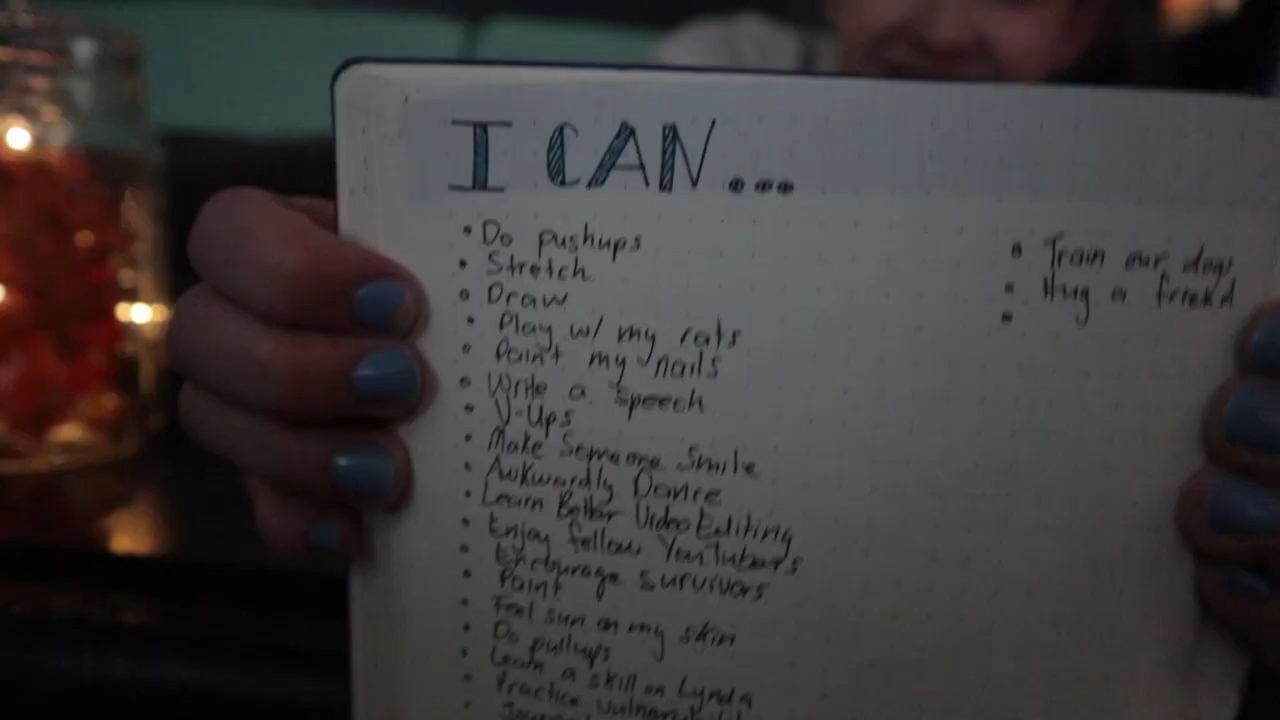 I CAN...
• Do pushups
• Stretch
• Draw
• Play w/ my rats
• Paint my nails
• Write a speech
• V-Ups
• Make Someone Smile
• Awkwardly Dance
• Learn Better Video Editing
• Enjoy fellow YouTubers
• Encourage survivors
• Paint
• Feel sun on my skin
• Do pullups
• Learn a skill on Lynda
• Practice
• Train our dogs
• Hug a friend
•